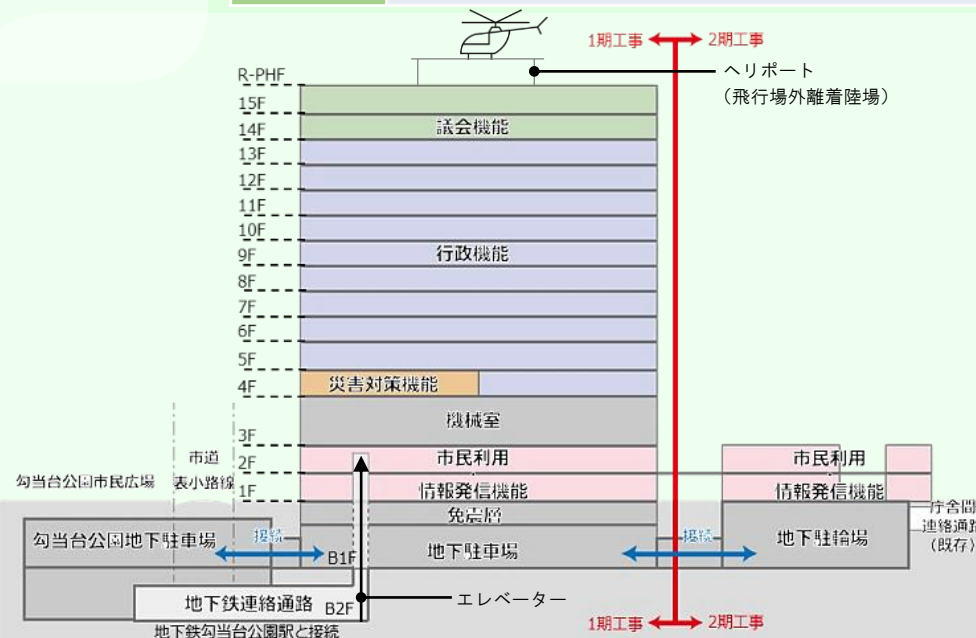 1期工事
2期工事
ヘリポート
(飛行場外離着陸場)
R-PHF
15F
14F
議会機能
13F
12F
11F
10F
9F
行政機能
8F
7F
6F
5F
4F
災害対策機能
機械室
3F
2F
市民利用
市民利用
1F
情報発信機能
情報発信機能
市道
表小路線
勾当台公園市民広場
免震層
庁舎間
連絡通路
(既存)
勾当台公園地下駐車場
接続
B1F
地下駐車場
接続
地下駐輪場
地下鉄連絡通路
B2F
エレベーター
地下鉄勾当台公園駅と接続
1期工事
2期工事